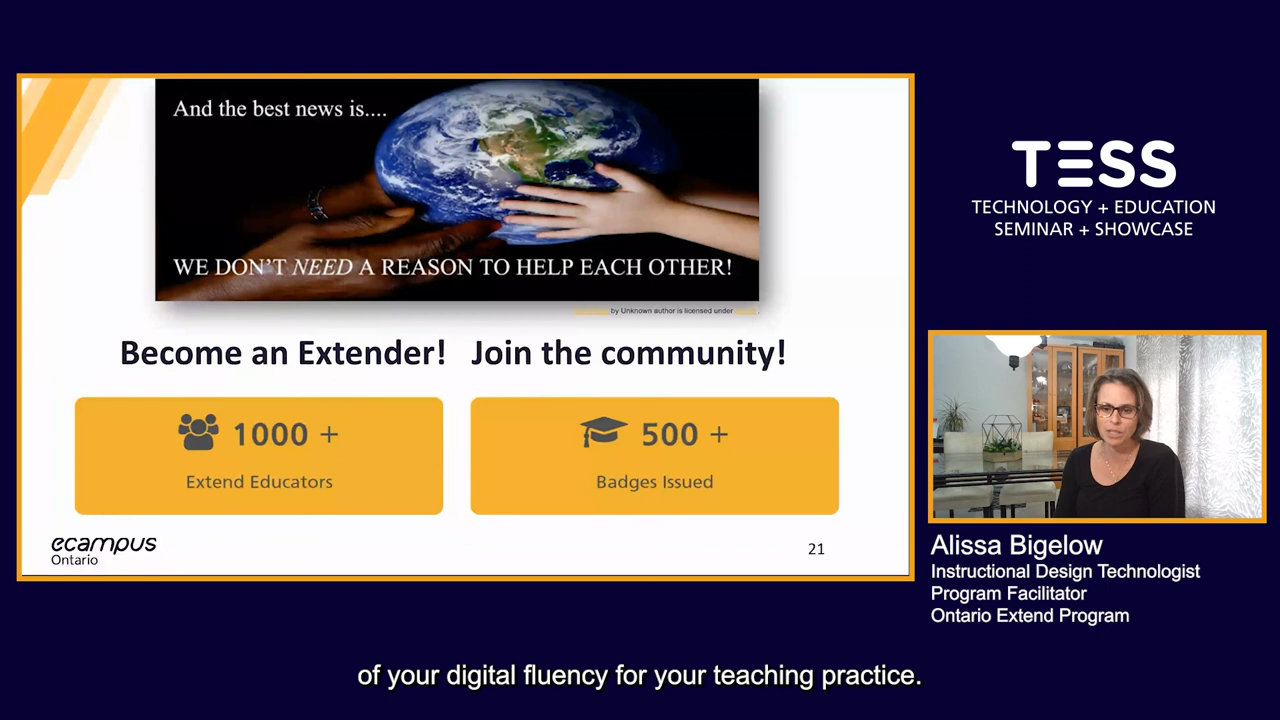 And the best news is....
WE DON'T NEED A REASON TO HELP EACH OTHER!
by Unknown author is licensed under
Become an Extender! Join the community!
1000 +
Extend Educators
500 +
Badges Issued
ecampus
Ontario
21
TESS
TECHNOLOGY + EDUCATION
SEMINAR + SHOWCASE
Alissa Bigelow
Instructional Design Technologist
Program Facilitator
Ontario Extend Program
of your digital fluency for your teaching practice.